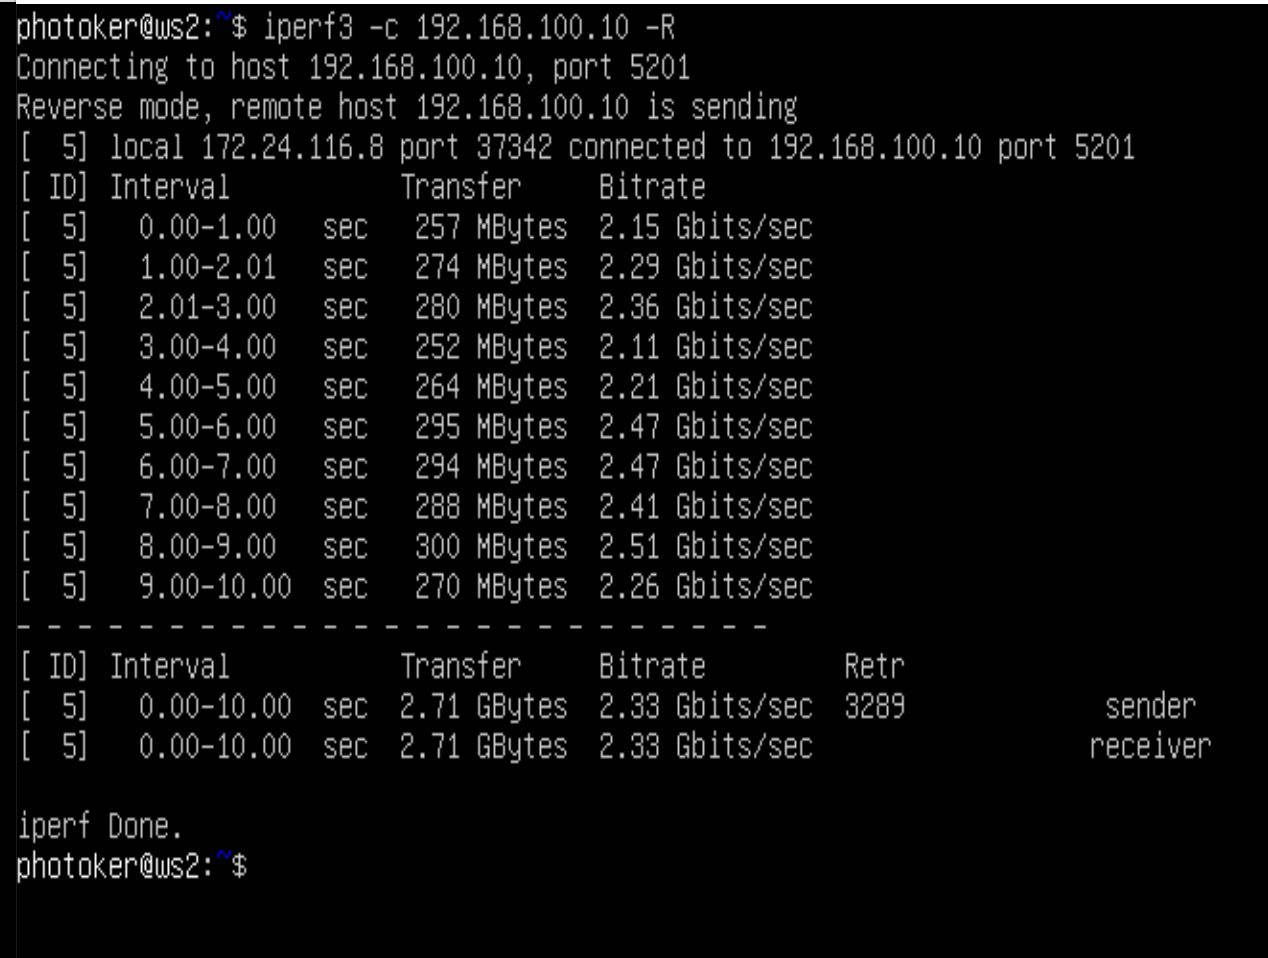 photoker@ws2:~$ iperf3 -c 192.168.100.10 -R
Connecting to host 192.168.100.10, port 5201
Reverse mode, remote host 192.168.100.10 is sending
[  5] local 172.24.116.8 port 37342 connected to 192.168.100.10 port 5201
[ ID] Interval           Transfer     Bitrate
[  5]   0.00-1.00   sec   257 MBytes  2.15 Gbits/sec
[  5]   1.00-2.01   sec   274 MBytes  2.29 Gbits/sec
[  5]   2.01-3.00   sec   280 MBytes  2.36 Gbits/sec
[  5]   3.00-4.00   sec   252 MBytes  2.11 Gbits/sec
[  5]   4.00-5.00   sec   264 MBytes  2.21 Gbits/sec
[  5]   5.00-6.00   sec   295 MBytes  2.47 Gbits/sec
[  5]   6.00-7.00   sec   294 MBytes  2.47 Gbits/sec
[  5]   7.00-8.00   sec   288 MBytes  2.41 Gbits/sec
[  5]   8.00-9.00   sec   300 MBytes  2.51 Gbits/sec
[  5]   9.00-10.00  sec   270 MBytes  2.26 Gbits/sec
- - - - - - - - - - - - - - - - - - - - - - - - -
[ ID] Interval           Transfer     Bitrate         Retr
[  5]   0.00-10.00  sec  2.71 GBytes  2.33 Gbits/sec  3289             sender
[  5]   0.00-10.00  sec  2.71 GBytes  2.33 Gbits/sec                  receiver
iperf Done.
photoker@ws2:~$